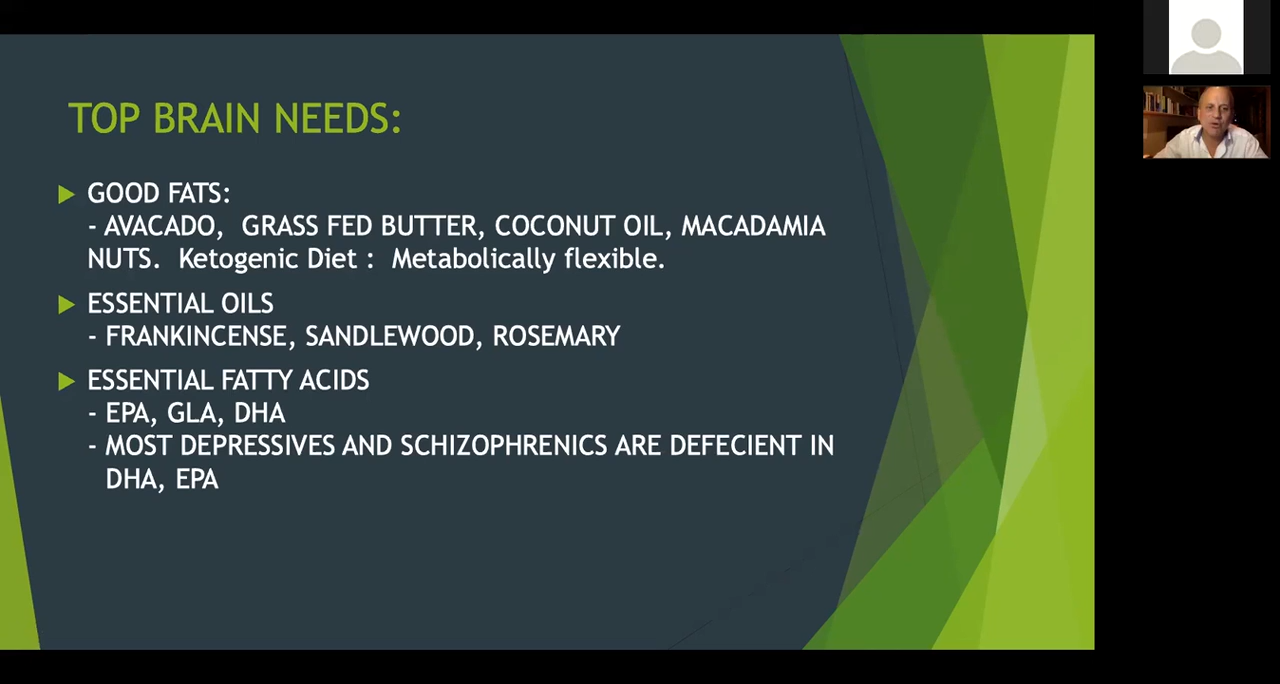 TOP BRAIN NEEDS:
GOOD FATS:
- AVACADO, GRASS FED BUTTER, COCONUT OIL, MACADAMIA
NUTS. Ketogenic Diet : Metabolically flexible.
ESSENTIAL OILS
- FRANKINCENSE, SANDLEWOOD, ROSEMARY
ESSENTIAL FATTY ACIDS
- EPA, GLA, DHA
- MOST DEPRESSIVES AND SCHIZOPHRENICS ARE DEFECIENT IN
DHA, EPA